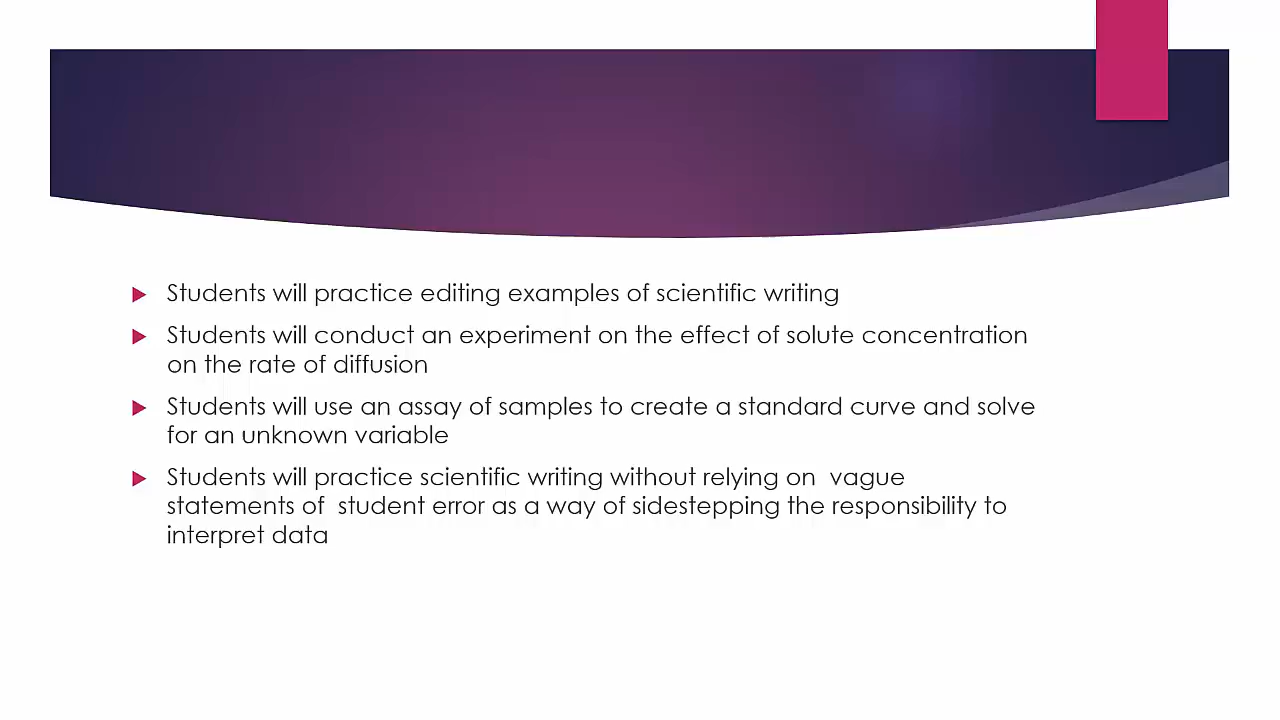 Students will practice editing examples of scientific writing
Students will conduct an experiment on the effect of solute concentration
on the rate of diffusion
Students will use an assay of samples to create a standard curve and solve
for an unknown variable
Students will practice scientific writing without relying on  vague
statements of  student error as a way of sidestepping the responsibility to
interpret data